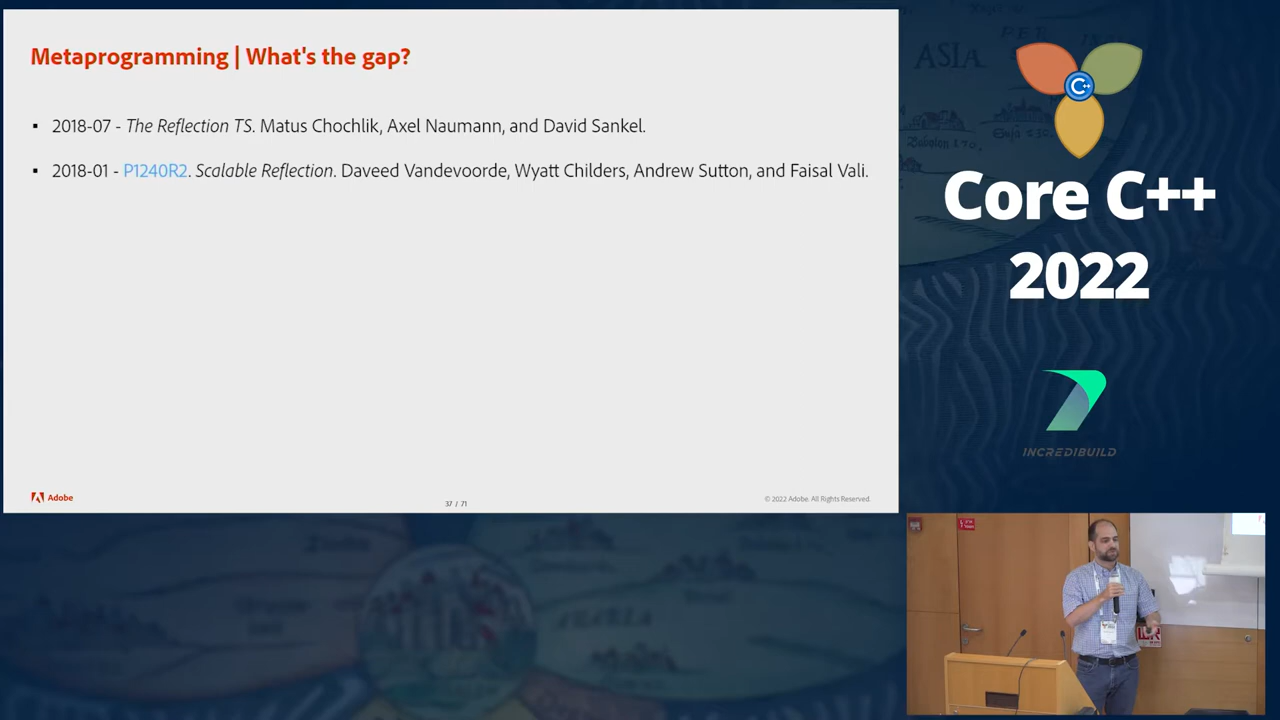 Metaprogramming | What's the gap?
▪ 2018-07 - The Reflection TS. Matus Chochlik, Axel Naumann, and David Sankel.
▪ 2018-01 - P1240R2. Scalable Reflection. Daveed Vandevoorde, Wyatt Childers, Andrew Sutton, and Faisal Vali.
Adobe
37 / 71
© 2022 Adobe. All Rights Reserved.
ASIA
C++
Core C++
2022
INCREDIBUILD
ARABIA